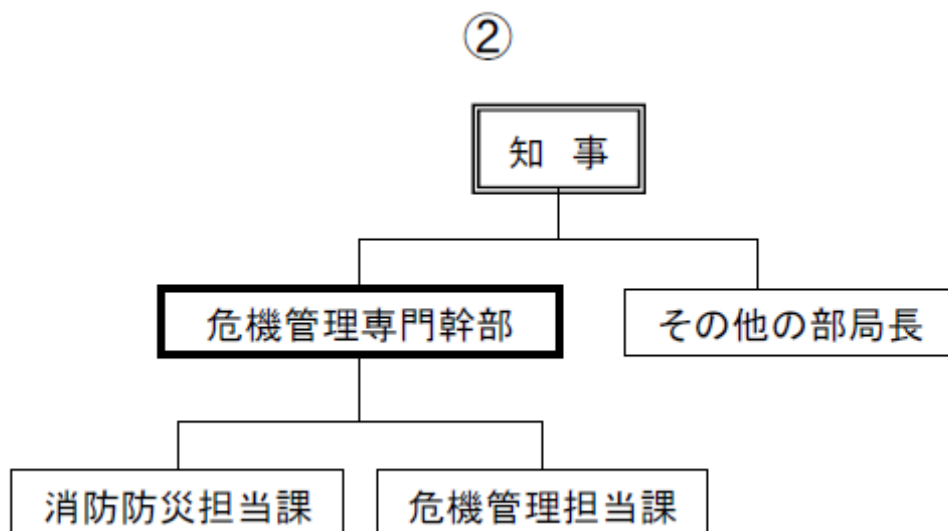 ②
知 事
危機管理専門幹部
その他の部局長
消防防災担当課
危機管理担当課